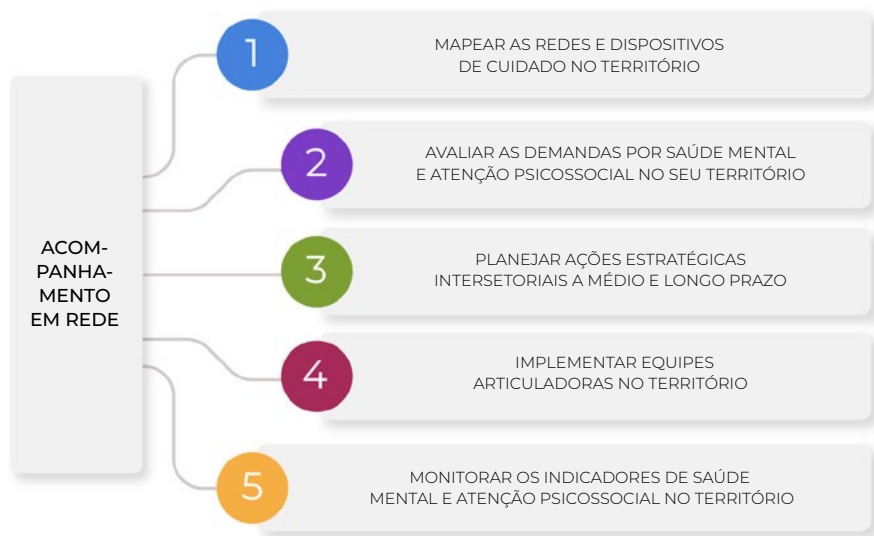 ACOM-
PANHA-
MENTO
EM REDE
1
MAPEAR AS REDES E DISPOSITIVOS
DE CUIDADO NO TERRITÓRIO
2
AVALIAR AS DEMANDAS POR SAÚDE MENTAL
E ATENÇÃO PSICOSSOCIAL NO SEU TERRITÓRIO
3
PLANEJAR AÇÕES ESTRATÉGICAS
INTERSETORIAIS A MÉDIO E LONGO PRAZO
4
IMPLEMENTAR EQUIPES
ARTICULADORAS NO TERRITÓRIO
5
MONITORAR OS INDICADORES DE SAÚDE
MENTAL E ATENÇÃO PSICOSSOCIAL NO TERRITÓRIO